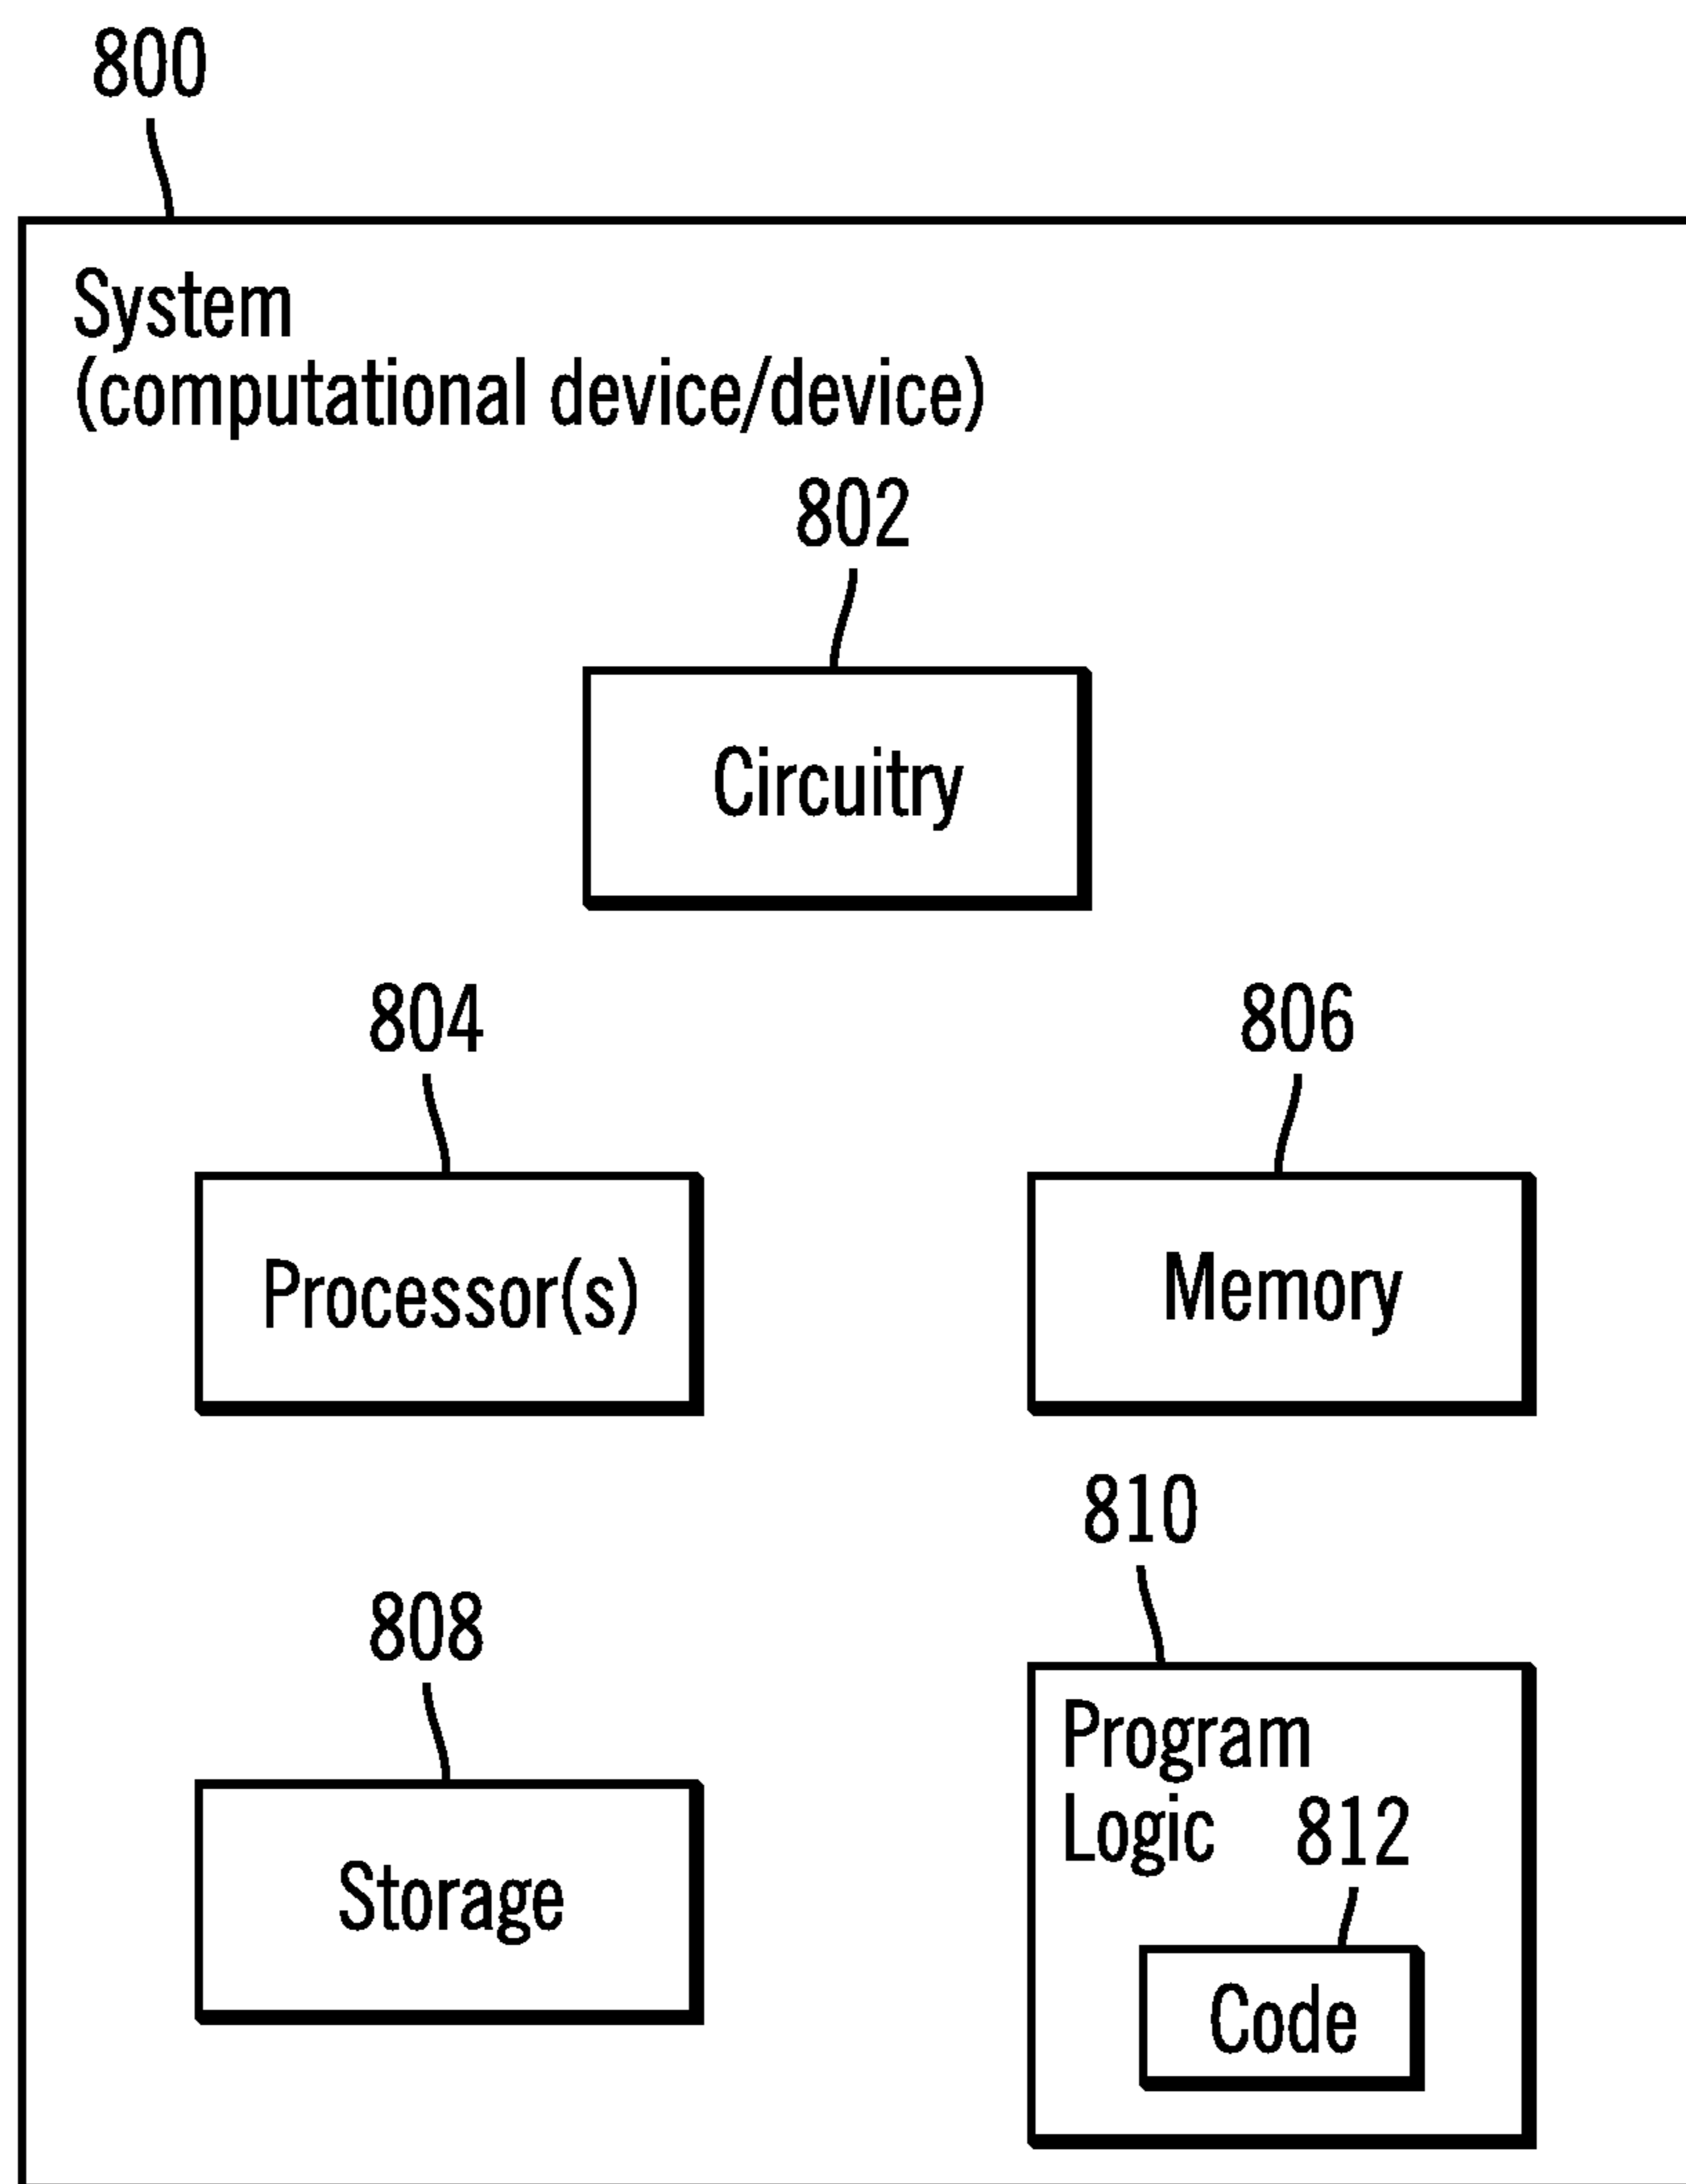 800
System
(computational device/device)
802
Circuitry
804
806
Processor(s)
Memory
810
808
Program
Logic 812
Storage
Code